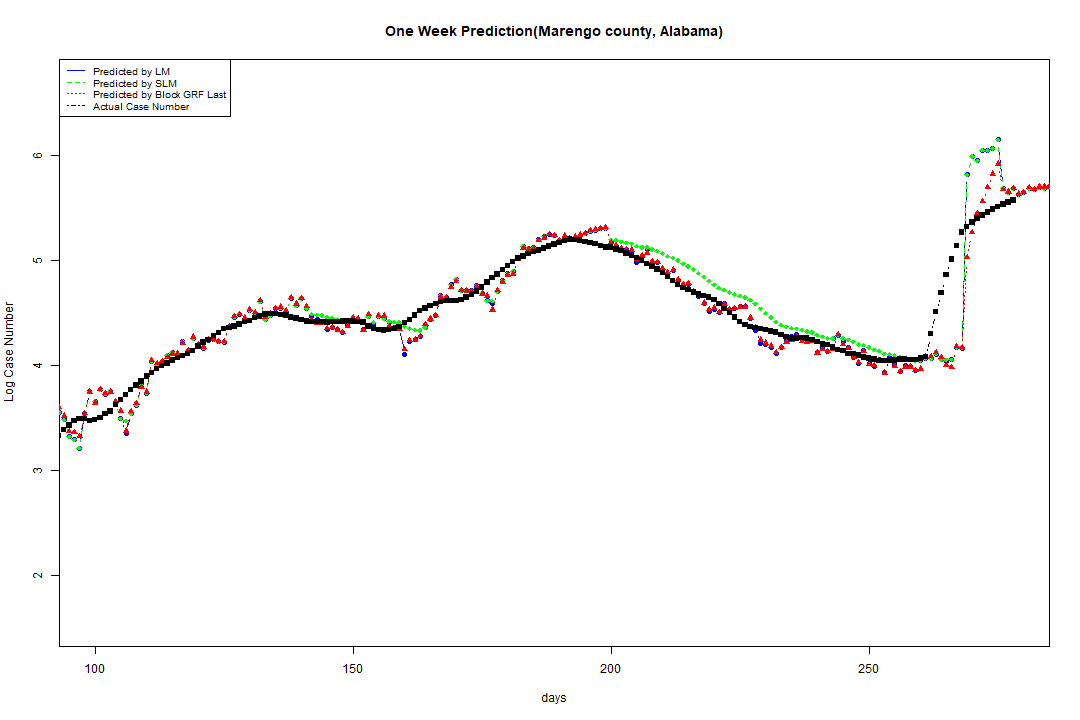 One Week Prediction(Marengo county, Alabama)
Predicted by LM
Predicted by SLM
Predicted by Block GRF Last
Actual Case Number
Log Case Number
6
5
4
3
2
100 150 200 250
days